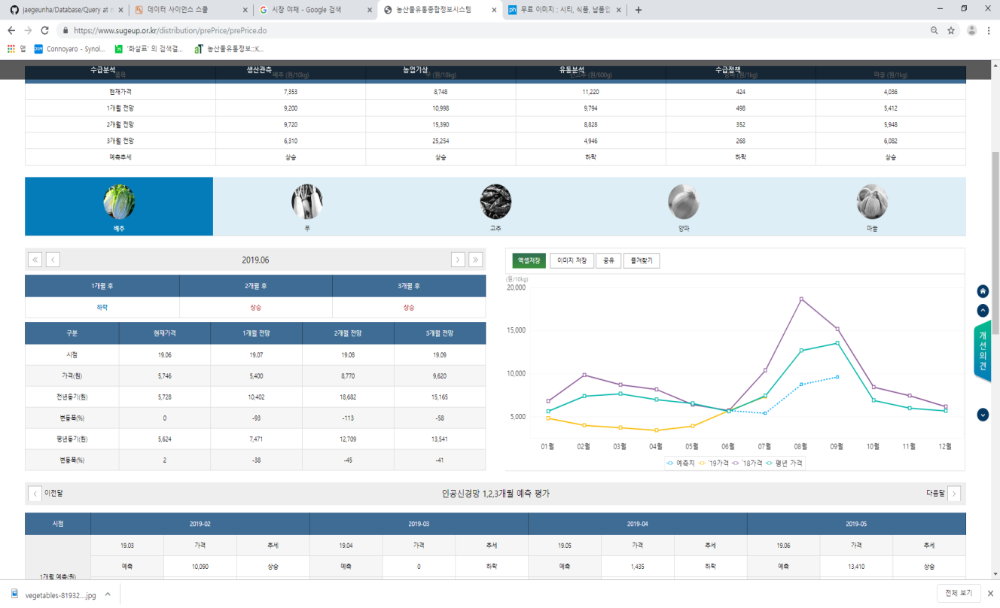 jaegeunha/Database/Query at m
데이터 사이언스 스쿨
시장 야채 - Google 검색
농산물유통종합정보시스템
무료 이미지 : 시티, 식품, 납품업
https://www.sugeup.or.kr/distribution/prePrice/prePrice.do
앱 Connoyaro - Synol... '화살표' 의 검색결... 농산물유통정보::K...
수급분석 생산관측 농업기상 유통분석 수급정책
품목 배추 (원/10kg) 무 (원/18kg) 건고추 (원/600g) 양파 (원/1kg) 마늘 (원/1kg)
현재가격 7,353 8,748 11,220 424 4,036
1개월 전망 9,200 10,998 9,794 498 5,412
2개월 전망 9,720 15,390 8,828 352 5,948
3개월 전망 6,310 25,254 4,946 268 6,082
예측추세 상승 상승 하락 하락 상승
배추 무 고추 양파 마늘
2019.06
1개월 후 2개월 후 3개월 후
하락 상승 상승
구분 현재가격 1개월 전망 2개월 전망 3개월 전망
시점 19.06 19.07 19.08 19.09
가격(원) 5,746 5,400 8,770 9,620
전년동기(원) 5,728 10,402 18,682 15,165
변동폭(%) 0 -93 -113 -58
평년동기(원) 5,624 7,471 12,709 13,541
변동폭(%) 2 -38 -45 -41
엑셀저장 이미지 저장 공유 즐겨찾기
(원/10kg)
20,000
15,000
10,000
5,000
01월 02월 03월 04월 05월 06월 07월 08월 09월 10월 11월 12월
예측치 '19가격 '18가격 평년 가격
개선의견
이전달 인공신경망 1,2,3개월 예측 평가 다음달
시점 2019-02 2019-03 2019-04 2019-05
19.03 가격 추세 19.04 가격 추세 19.05 가격 추세 19.06 가격 추세
예측 10,090 상승 예측 0 하락 예측 1,435 하락 예측 13,410 상승
1개월 예측(원)
vegetables-81932....jpg
전체 보기